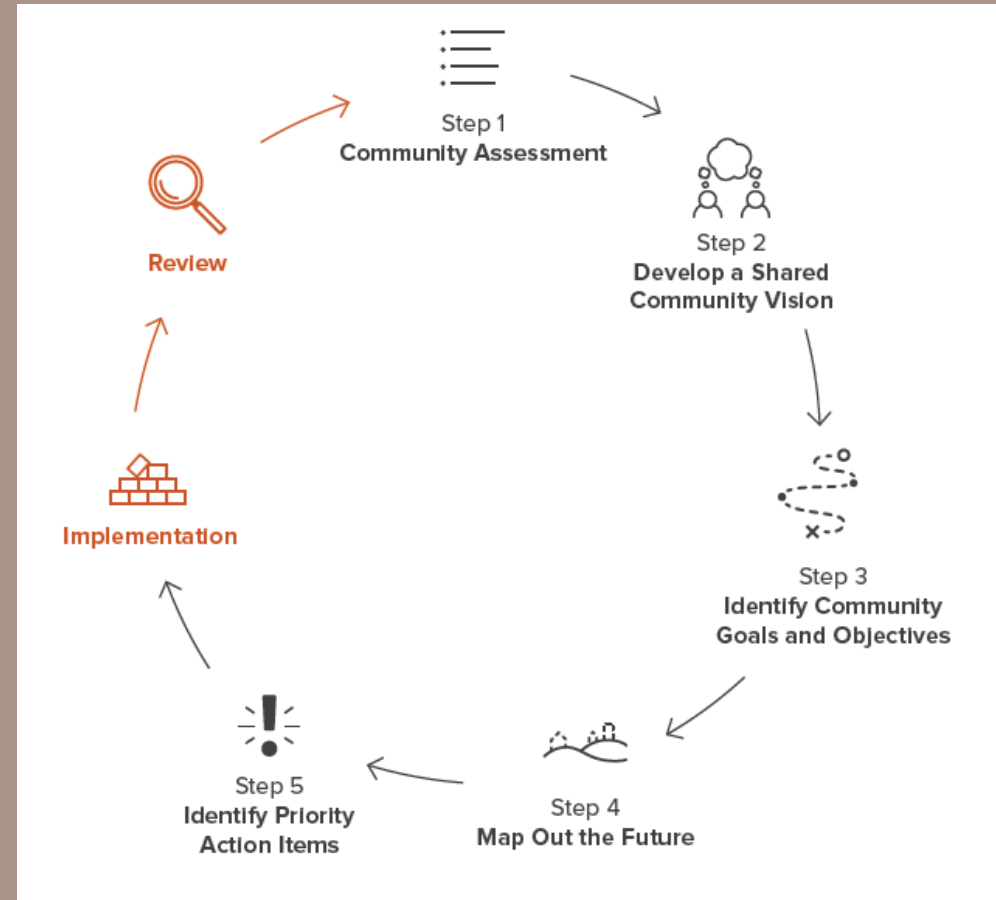 Step 1
Community Assessment
Step 2
Develop a Shared
Community Vision
Step 3
Identify Community
Goals and Objectives
Step 4
Map Out the Future
Step 5
Identify Priority
Action Items
Implementation
Review